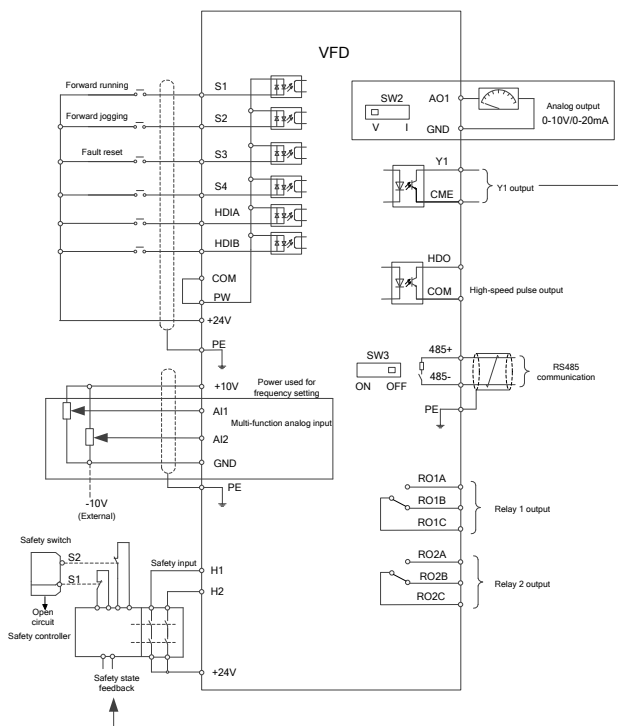 VFD
Forward running
S1
Forward jogging
S2
Fault reset
S3
S4
HDIA
HDIB
COM
PW
+24V
PE
SW2
V I
AO1
GND
Analog output
0-10V/0-20mA
Y1
CME
Y1 output
HDO
COM
High-speed pulse output
SW3
ON OFF
485+
485-
PE
RS485
communication
+10V
Power used for
frequency setting
AI1
Multi-function analog input
AI2
GND
PE
-10V
(External)
RO1A
RO1B
RO1C
Relay 1 output
RO2A
RO2B
RO2C
Relay 2 output
Safety switch
S2
S1
Open
circuit
Safety controller
Safety input
H1
H2
+24V
Safety state
feedback